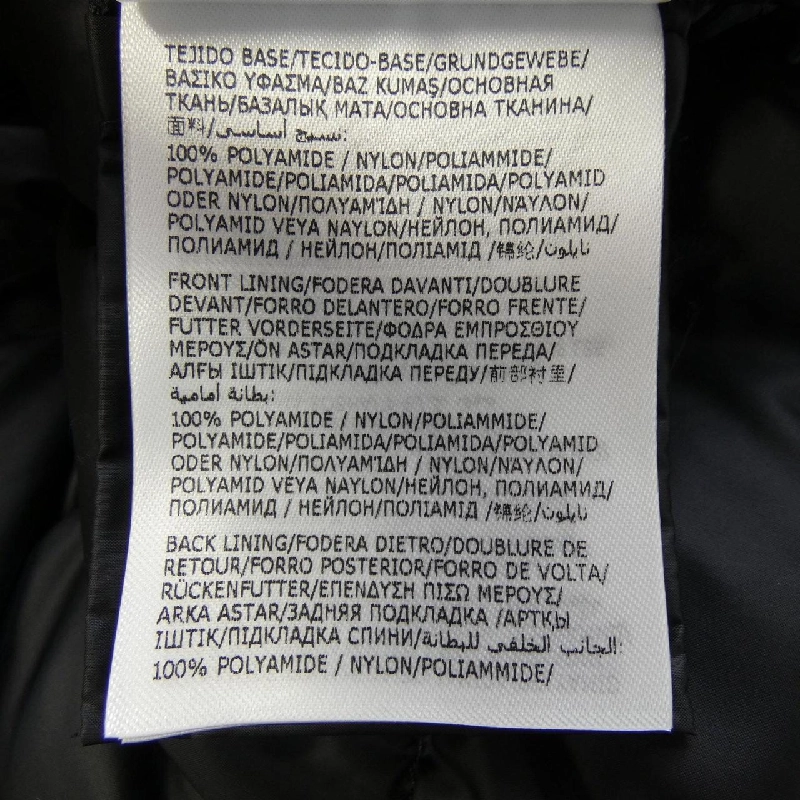 TEJIDO BASE/TECIDO-BASE/GRUNDGEWEBE/
ΒΑΣΙΚΟ ΥΦΑΣΜΑ/BAZ KUMAŞ/ОСНОВНАЯ
ТКАНЬ/БАЗАЛЫҚ МАТА/ОСНОВНА ТКАНИНА/
面料/نسيج أساسي:
100% POLYAMIDE / NYLON/POLIAMMIDE/
POLYAMIDE/POLIAMIDA/POLIAMIDA/POLYAMID
ODER NYLON/ΠΟΛΥΑΜΊΔΗ / NYLON/ΝΆΥΛΟΝ/
POLYAMID VEYA NAYLON/НЕЙЛОН, ПОЛИАМИД/
ПОЛИАМИД / НЕЙЛОН/ПОЛІАМІД /锦纶/نايلون
FRONT LINING/FODERA DAVANTI/DOUBLURE
DEVANT/FORRO DELANTERO/FORRO FRENTE/
FUTTER VORDERSEITE/ΦΟΔΡΑ ΕΜΠΡΟΣΘΙΟΥ
ΜΕΡΟΥΣ/ÖN ASTAR/ПОДКЛАДКА ПЕРЕДА/
АЛҒЫ ІШТІК/ПІДКЛАДКА ПЕРЕДУ/前部衬里/
بطانة أمامية:
100% POLYAMIDE / NYLON/POLIAMMIDE/
POLYAMIDE/POLIAMIDA/POLIAMIDA/POLYAMID
ODER NYLON/ΠΟΛΥΑΜΊΔΗ / NYLON/ΝΆΥΛΟΝ/
POLYAMID VEYA NAYLON/НЕЙЛОН, ПОЛИАМИД/
ПОЛИАМИД / НЕЙЛОН/ПОЛІАМІД /锦纶/نايلون
BACK LINING/FODERA DIETRO/DOUBLURE DE
RETOUR/FORRO POSTERIOR/FORRO DE VOLTA/
RÜCKENFUTTER/ΕΠΕΝΔΥΣΗ ΠΙΣΩ ΜΕΡΟΥΣ/
ARKA ASTAR/ЗАДНЯЯ ПОДКЛАДКА /АРТҚЫ
ІШТІК/ПІДКЛАДКА СПИНИ/الجانب الخلفي للبطانة:
100% POLYAMIDE / NYLON/POLIAMMIDE/